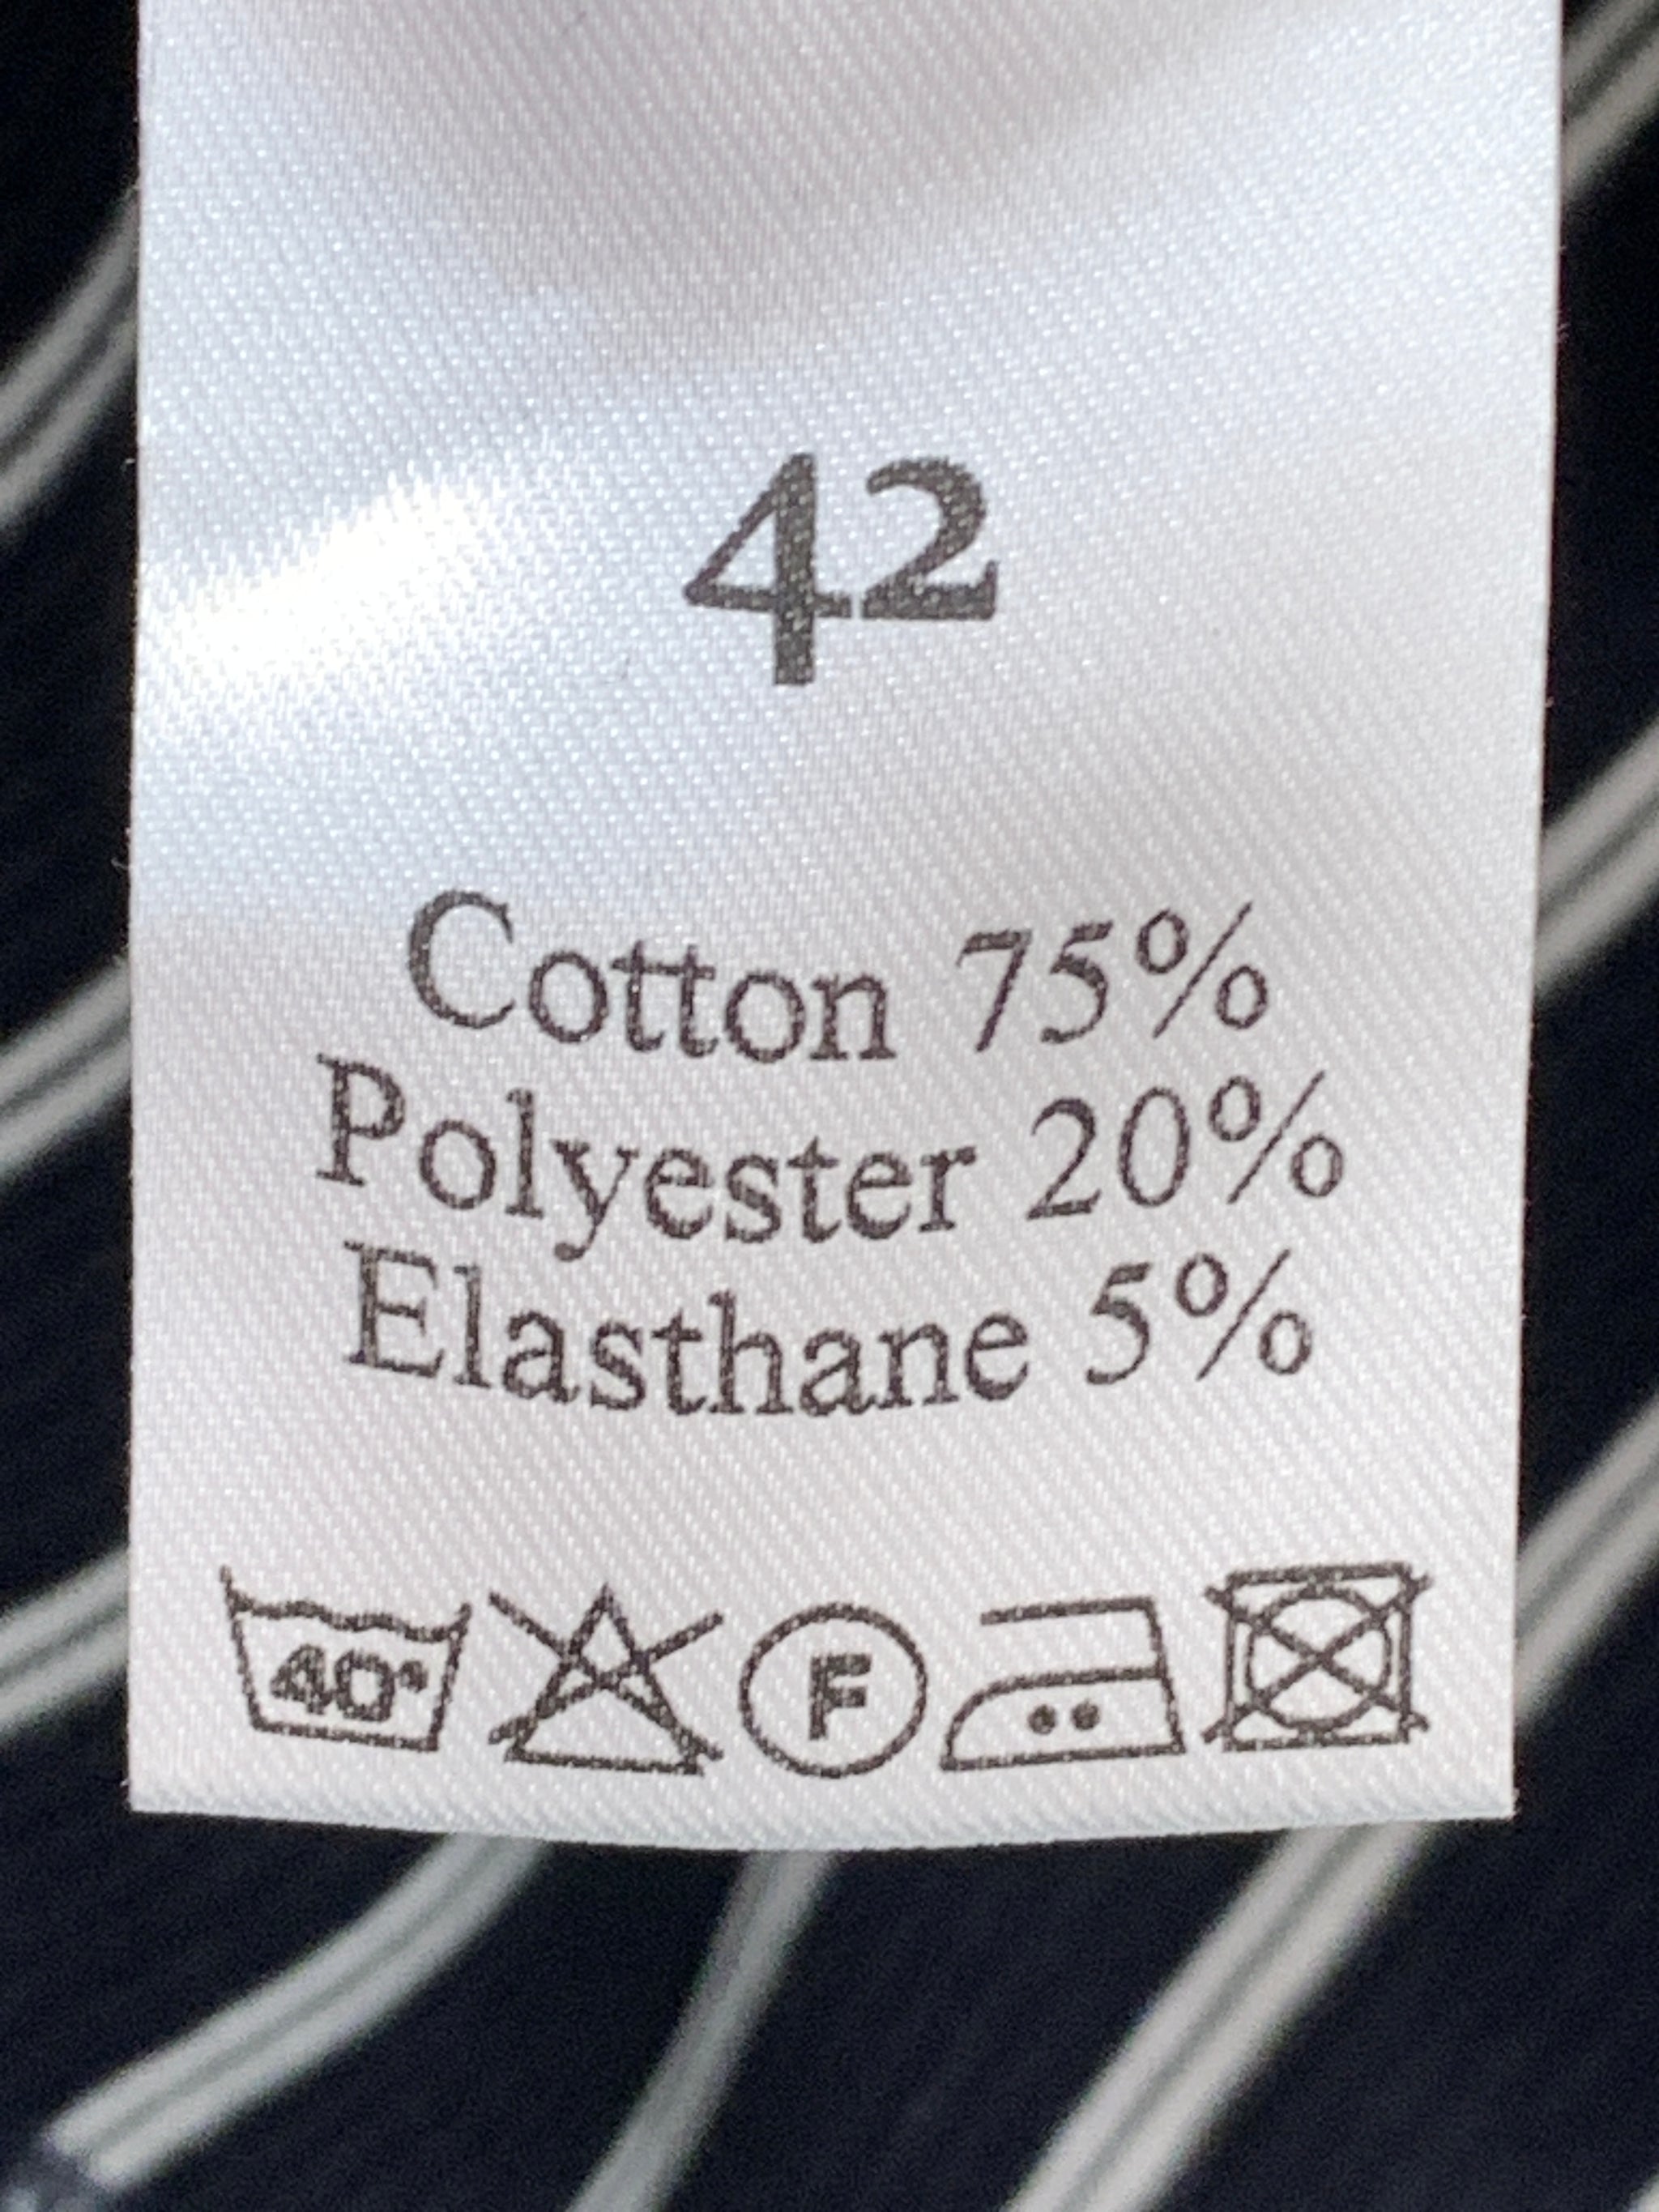 42
Cotton 75%
Polyester 20%
Elasthane 5%
40° F